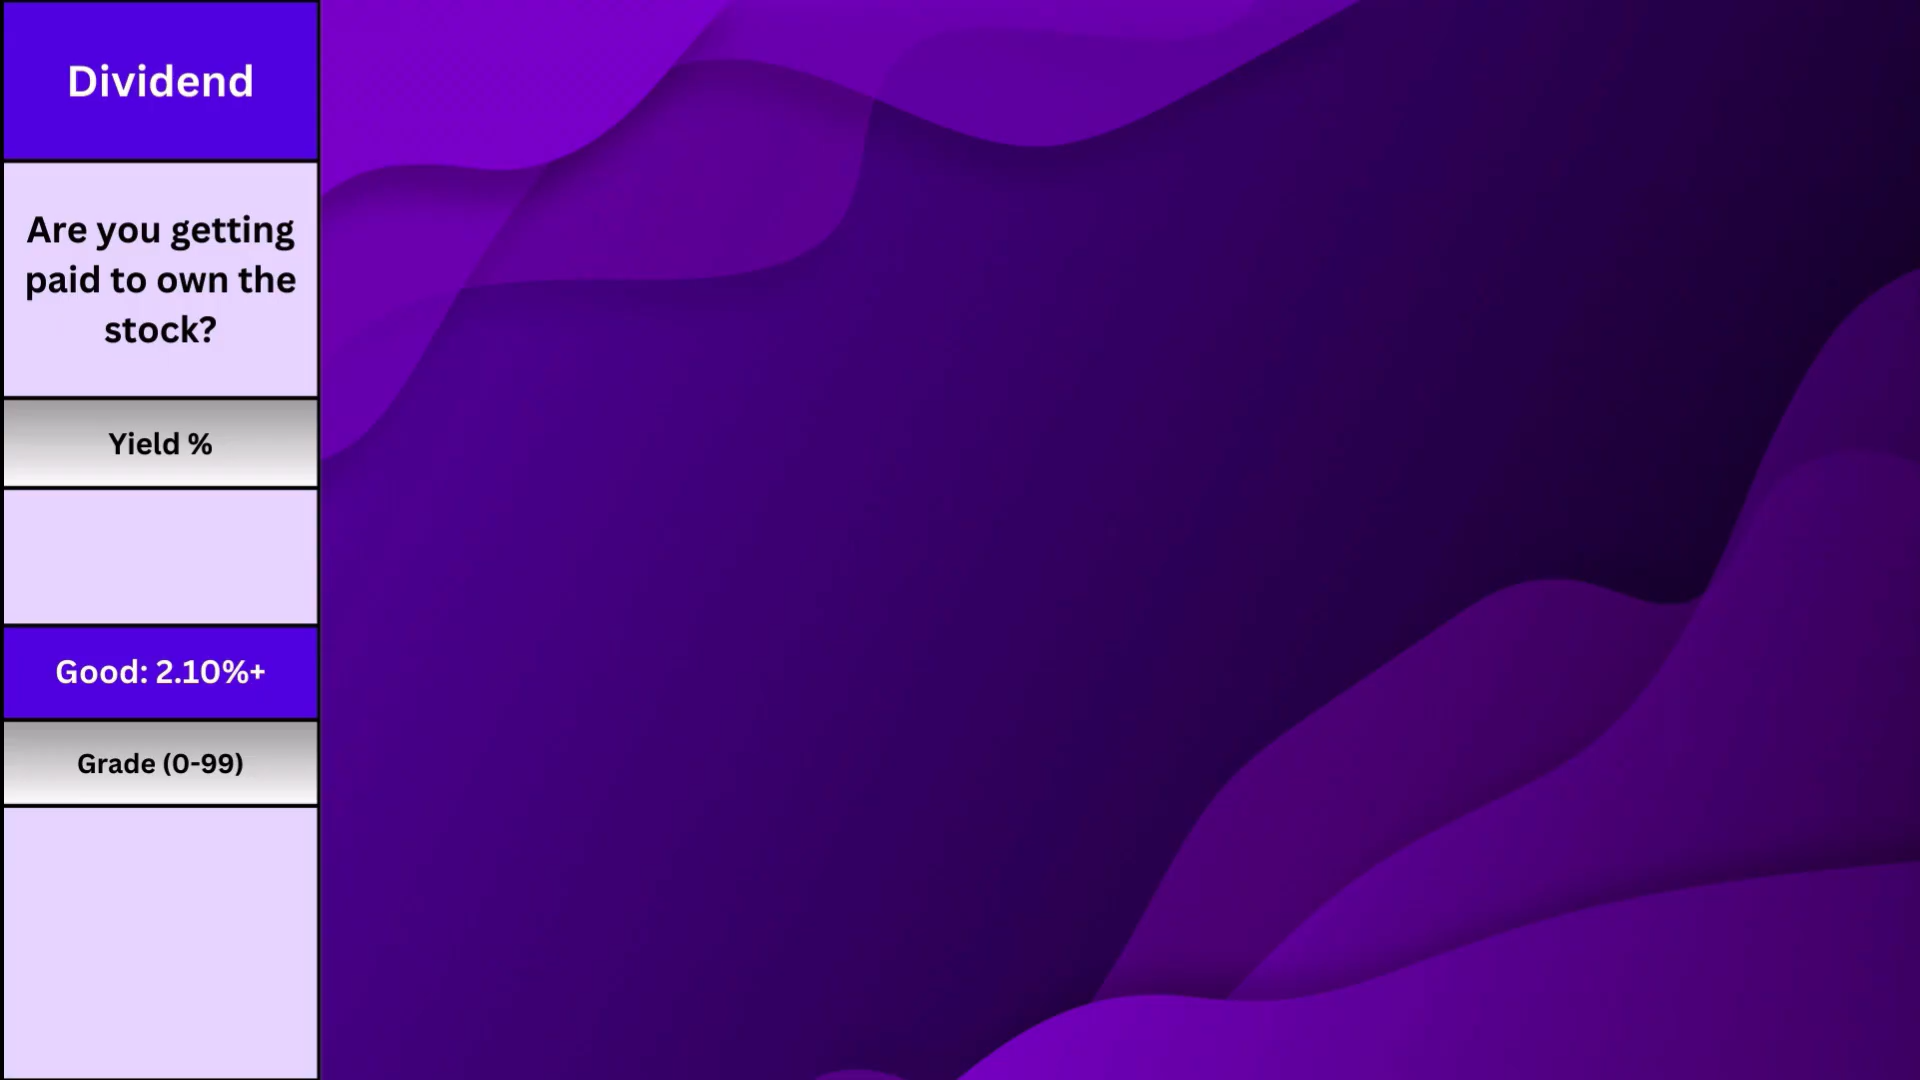 Dividend
Are you getting
paid to own the
stock?
Yield %
Good: 2.10%+
Grade (0-99)